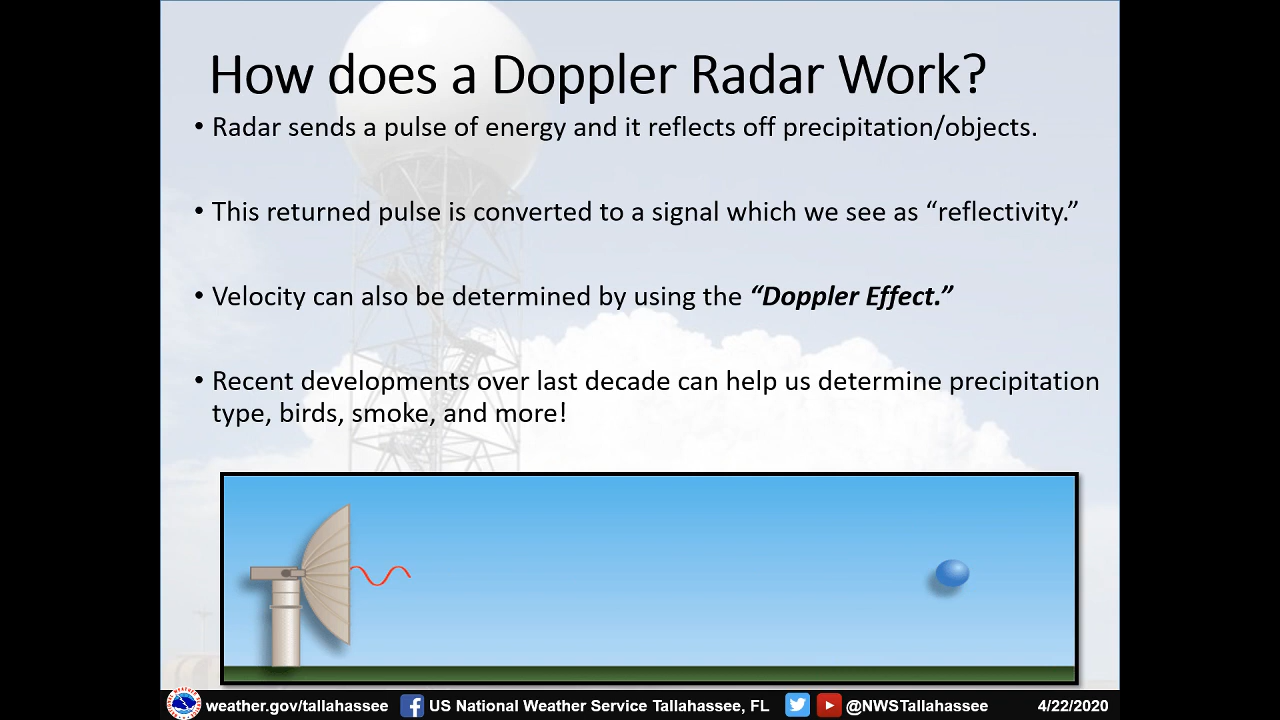 How does a Doppler Radar Work?
• Radar sends a pulse of energy and it reflects off precipitation/objects.
• This returned pulse is converted to a signal which we see as “reflectivity.”
• Velocity can also be determined by using the “Doppler Effect.”
• Recent developments over last decade can help us determine precipitation
type, birds, smoke, and more!
weather.gov/tallahassee US National Weather Service Tallahassee, FL @NWSTallahassee 4/22/2020